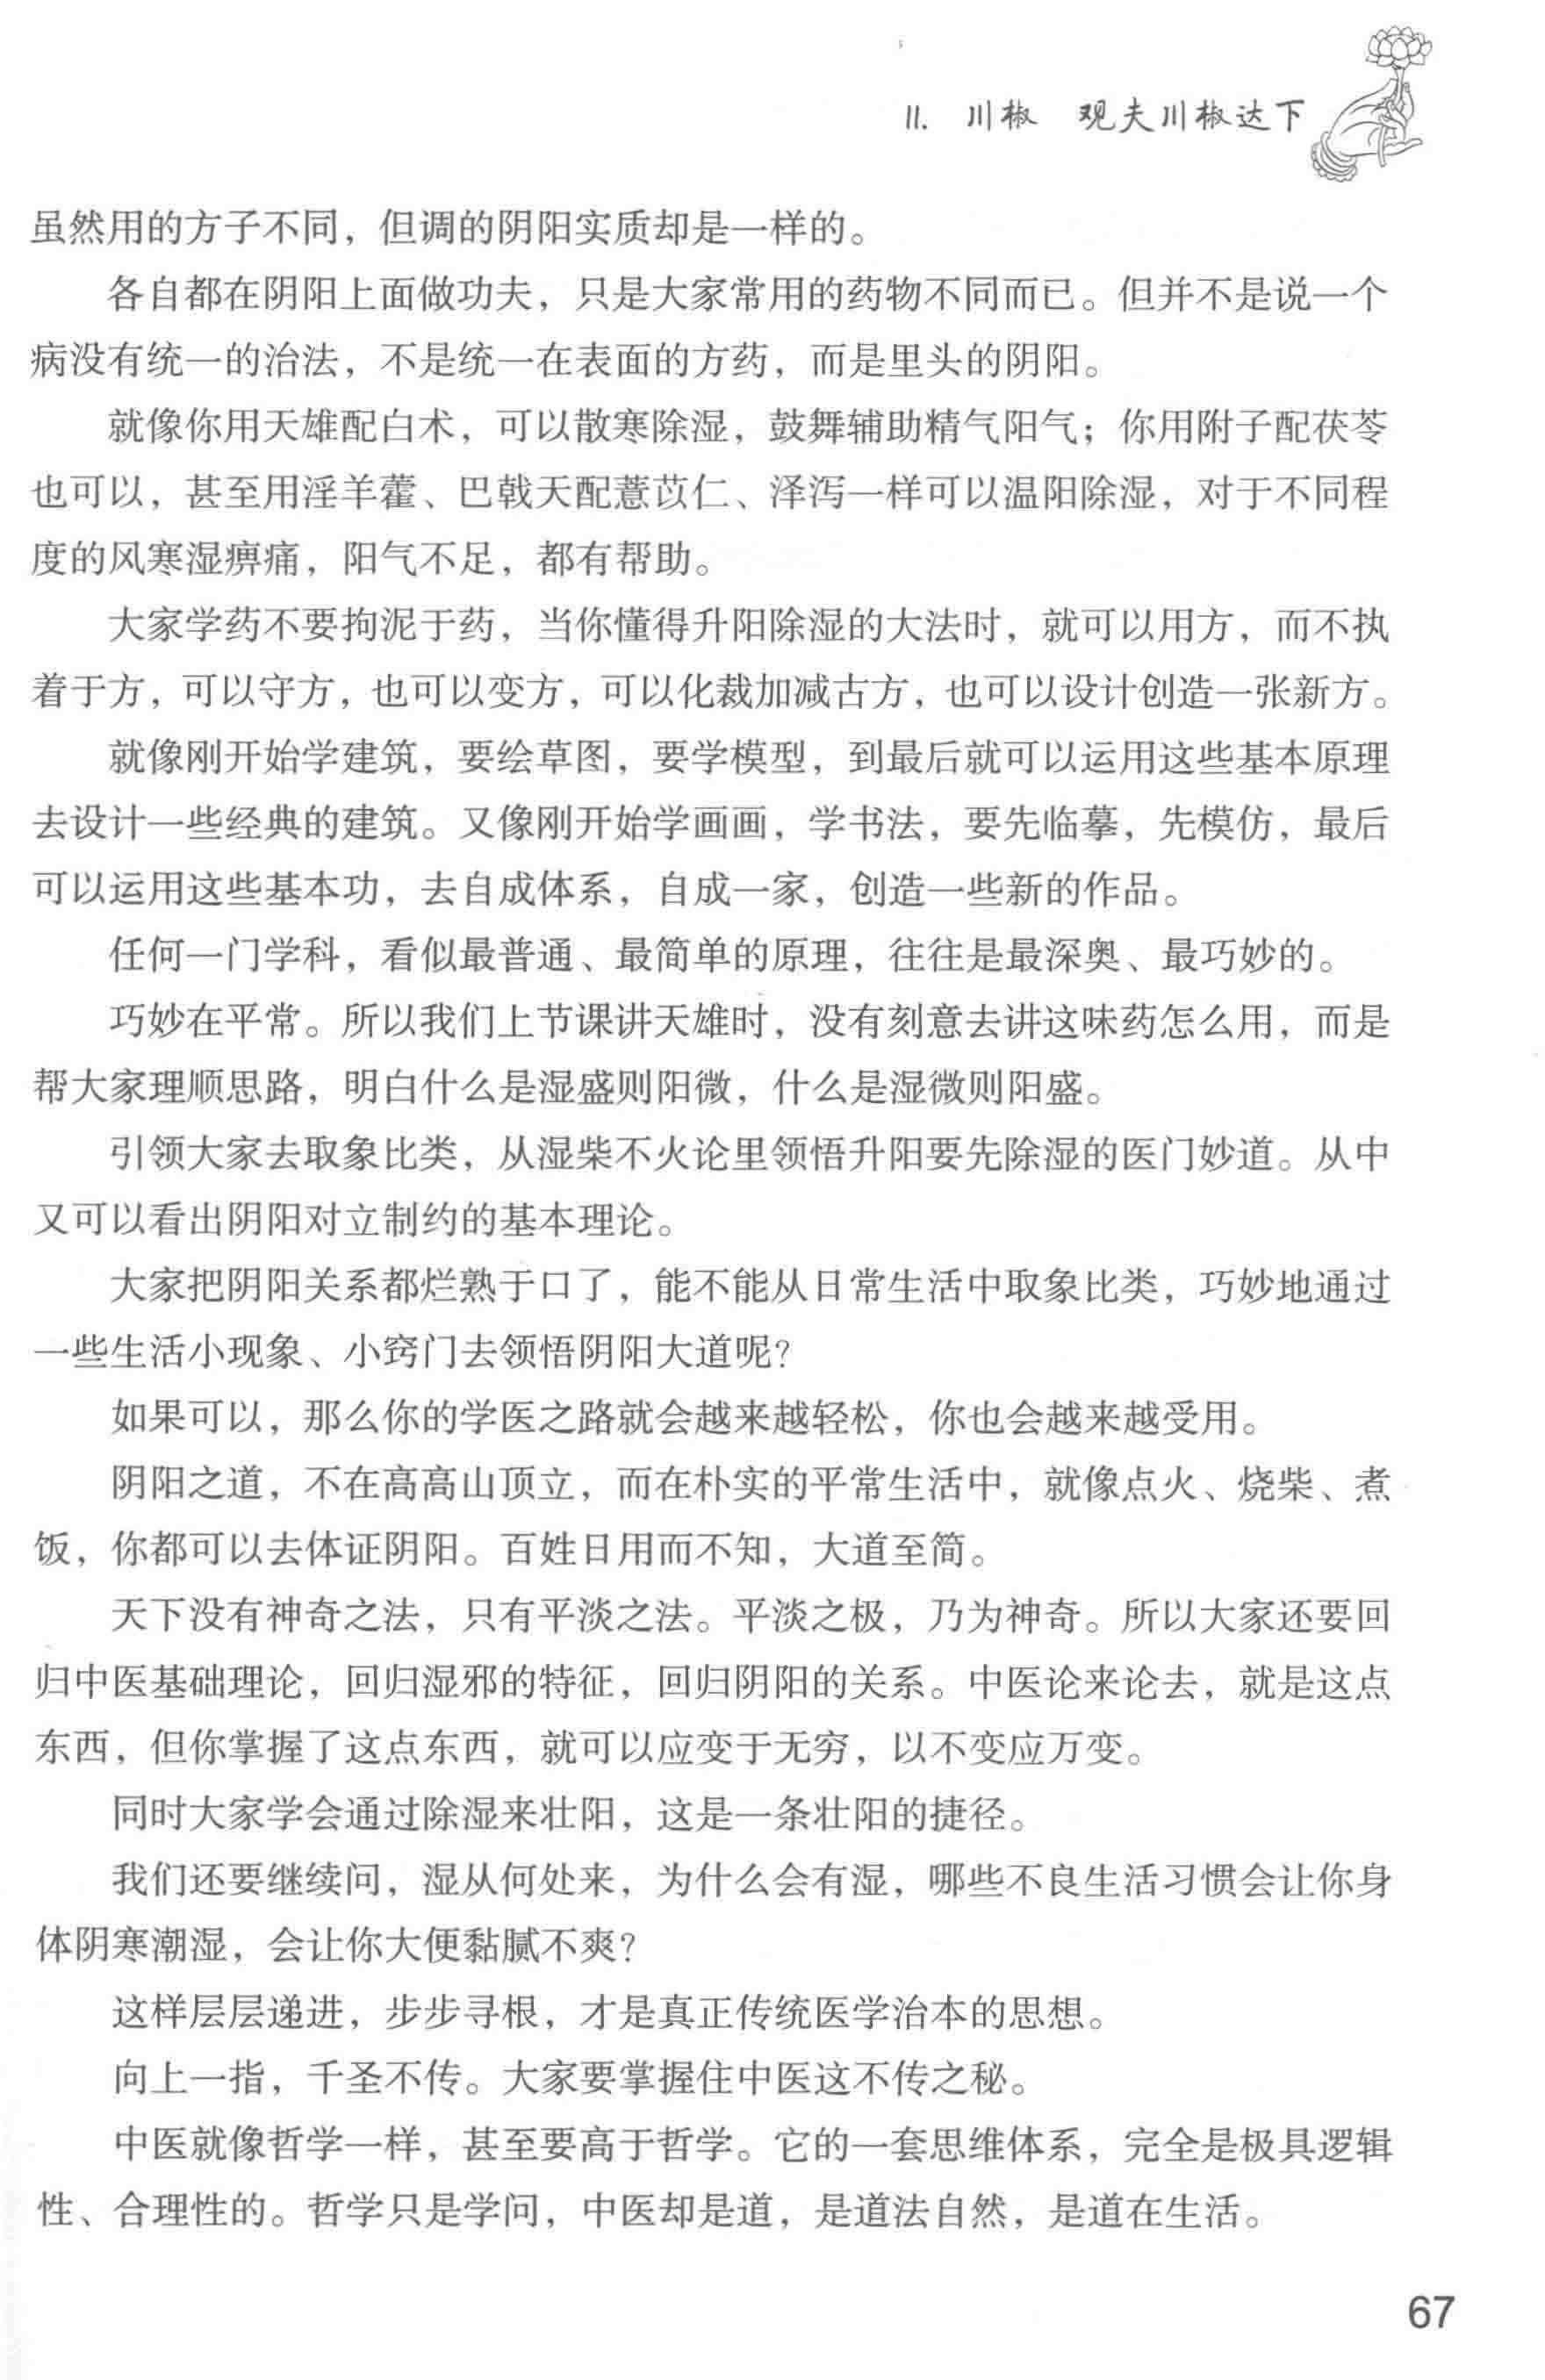 11. 川椒 观夫川椒达下
虽然用的方子不同，但调的阴阳实质却是一样的。
各自都在阴阳上面做功夫，只是大家常用的药物不同而已。但并不是说一个
病没有统一的治法，不是统一在表面的方药，而是里头的阴阳。
就像你用天雄配白术，可以散寒除湿，鼓舞辅助精气阳气；你用附子配茯苓
也可以，甚至用淫羊藿、巴戟天配薏苡仁、泽泻一样可以温阳除湿，对于不同程
度的风寒湿痹痛，阳气不足，都有帮助。
大家学药不要拘泥于药，当你懂得升阳除湿的大法时，就可以用方，而不执
着于方，可以守方，也可以变方，可以化裁加减古方，也可以设计创造一张新方。
就像刚开始学建筑，要绘草图，要学模型，到最后就可以运用这些基本原理
去设计一些经典的建筑。又像刚开始学画画，学书法，要先临摹，先模仿，最后
可以运用这些基本功，去自成体系，自成一家，创造一些新的作品。
任何一门学科，看似最普通、最简单的原理，往往是最深奥、最巧妙的。
巧妙在平常。所以我们上节课讲天雄时，没有刻意去讲这味药怎么用，而是
帮大家理顺思路，明白什么是湿盛则阳微，什么是湿微则阳盛。
引领大家去取象比类，从湿柴不火论里领悟升阳要先除湿的医门妙道。从中
又可以看出阴阳对立制约的基本理论。
大家把阴阳关系都烂熟于口了，能不能从日常生活中取象比类，巧妙地通过
一些生活小现象、小窍门去领悟阴阳大道呢？
如果可以，那么你的学医之路就会越来越轻松，你也会越来越受用。
阴阳之道，不在高高山顶立，而在朴实的平常生活中，就像点火、烧柴、煮
饭，你都可以去体证阴阳。百姓日用而不知，大道至简。
天下没有神奇之法，只有平淡之法。平淡之极，乃为神奇。所以大家还要回
归中医基础理论，回归湿邪的特征，回归阴阳的关系。中医论来论去，就是这点
东西，但你掌握了这点东西，就可以应变于无穷，以不变应万变。
同时大家学会通过除湿来壮阳，这是一条壮阳的捷径。
我们还要继续问，湿从何处来，为什么会有湿，哪些不良生活习惯会让你身
体阴寒潮湿，会让你大便黏腻不爽？
这样层层递进，步步寻根，才是真正传统医学治本的思想。
向上一指，千圣不传。大家要掌握住中医这不传之秘。
中医就像哲学一样，甚至要高于哲学。它的一套思维体系，完全是极具逻辑
性、合理性的。哲学只是学问，中医却是道，是道法自然，是道在生活。
67